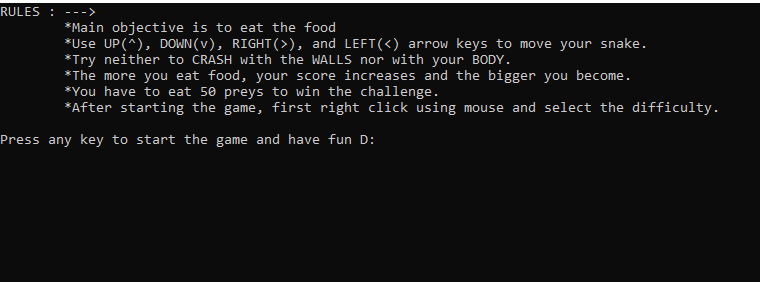 RULES : --->
*Main objective is to eat the food
*Use UP(^), DOWN(v), RIGHT(>), and LEFT(<) arrow keys to move your snake.
*Try neither to CRASH with the WALLS nor with your BODY.
*The more you eat food, your score increases and the bigger you become.
*You have to eat 50 preys to win the challenge.
*After starting the game, first right click using mouse and select the difficulty.
Press any key to start the game and have fun D: